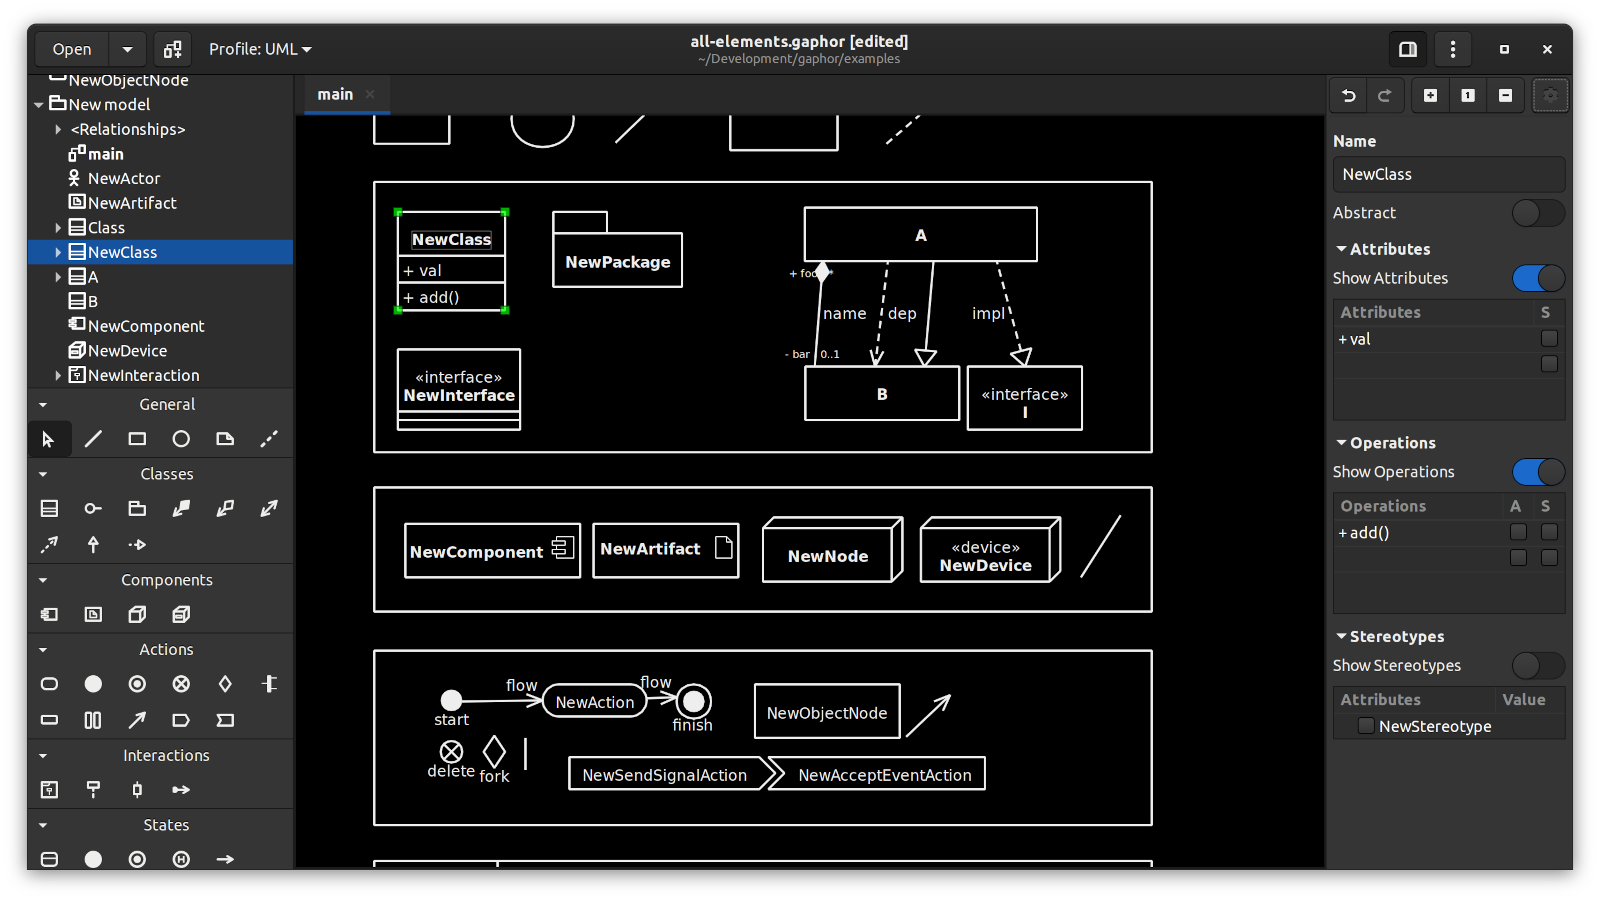 Open
Profile: UML
all-elements.gaphor [edited]
~/Development/gaphor/examples
NewObjectNode
New model
<Relationships>
main
NewActor
NewArtifact
Class
NewClass
A
B
NewComponent
NewDevice
NewInteraction
General
Classes
Components
Actions
Interactions
States
main
NewClass
+ val
+ add()
NewPackage
A
name
dep
impl
- bar
0..1
«interface»
NewInterface
B
«interface»
I
NewComponent
NewArtifact
NewNode
«device»
NewDevice
flow
flow
NewAction
start
finish
NewObjectNode
delete
fork
NewSendSignalAction
NewAcceptEventAction
Name
NewClass
Abstract
Attributes
Show Attributes
Attributes S
+ val
Operations
Show Operations
Operations A S
+ add()
Stereotypes
Show Stereotypes
Attributes Value
NewStereotype